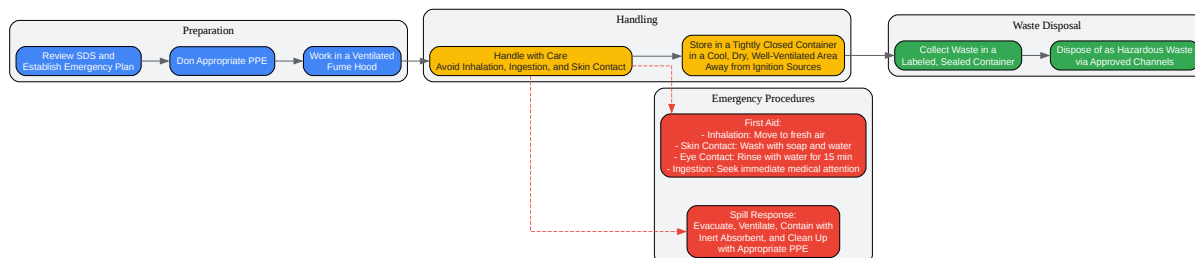 Preparation
Review SDS and
Establish Emergency Plan
Don Appropriate PPE
Work in a Ventilated
Fume Hood
Handling
Handle with Care
Avoid Inhalation, Ingestion, and Skin Contact
Store in a Tightly Closed Container
in a Cool, Dry, Well-Ventilated Area
Away from Ignition Sources
Waste Disposal
Collect Waste in a
Labeled, Sealed Container
Dispose of as Hazardous Waste
via Approved Channels
Emergency Procedures
First Aid:
- Inhalation: Move to fresh air
- Skin Contact: Wash with soap and water
- Eye Contact: Rinse with water for 15 min
- Ingestion: Seek immediate medical attention
Spill Response:
Evacuate, Ventilate, Contain with
Inert Absorbent, and Clean Up
with Appropriate PPE